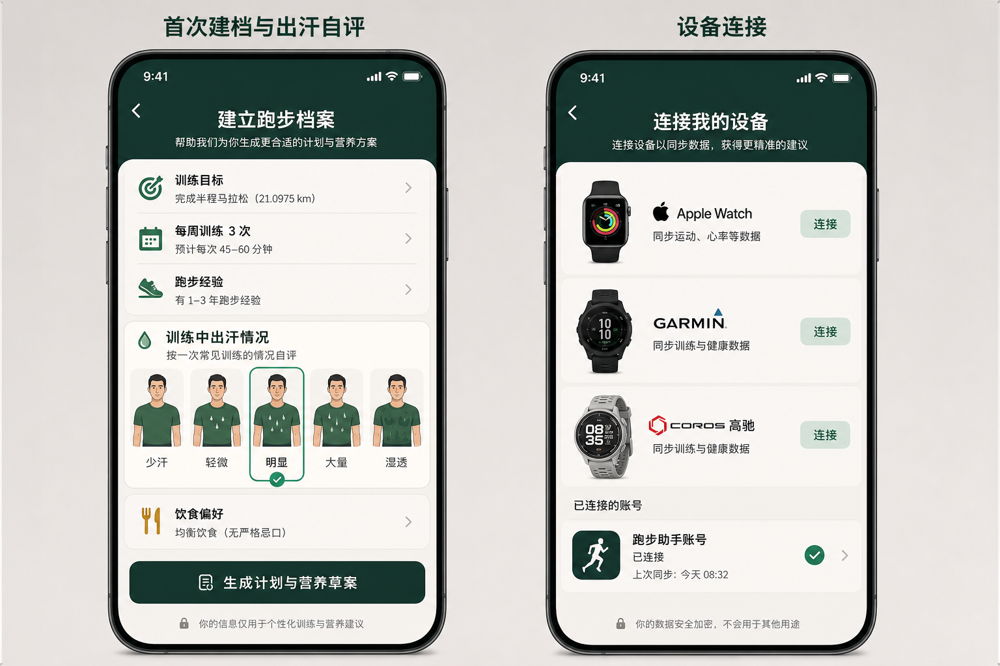 首次建档与出汗自评
9:41
建立跑步档案
帮助我们为你生成更合适的计划与营养方案
训练目标
完成半程马拉松（21.0975 km）
每周训练 3 次
预计每次 45–60 分钟
跑步经验
有 1–3 年跑步经验
训练中出汗情况
按一次常见训练的情况自评
少汗
轻微
明显
大量
湿透
饮食偏好
均衡饮食（无严格忌口）
生成计划与营养草案
你的信息仅用于个性化训练与营养建议
设备连接
9:41
连接我的设备
连接设备以同步数据，获得更精准的建议
Apple Watch
同步运动、心率等数据
连接
10
10
GARMIN
同步训练与健康数据
连接
08
35
COROS 高驰
同步训练与健康数据
连接
已连接的账号
跑步助手账号
已连接
上次同步：今天 08:32
你的数据安全加密，不会用于其他用途